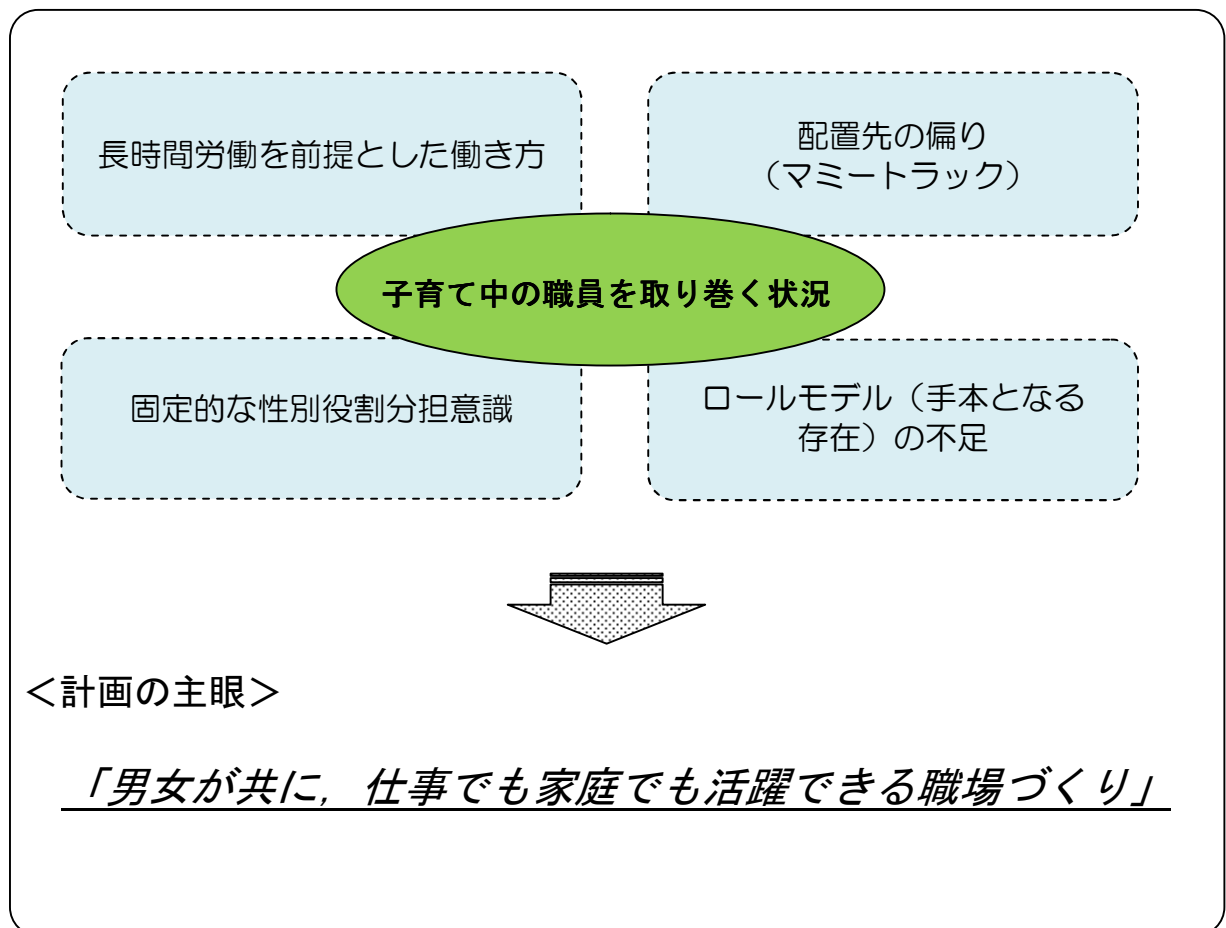 長時間労働を前提とした働き方
配置先の偏り
（マミートラック）
子育て中の職員を取り巻く状況
固定的な性別役割分担意識
ロールモデル（手本となる
存在）の不足
＜計画の主眼＞
「男女が共に，仕事でも家庭でも活躍できる職場づくり」